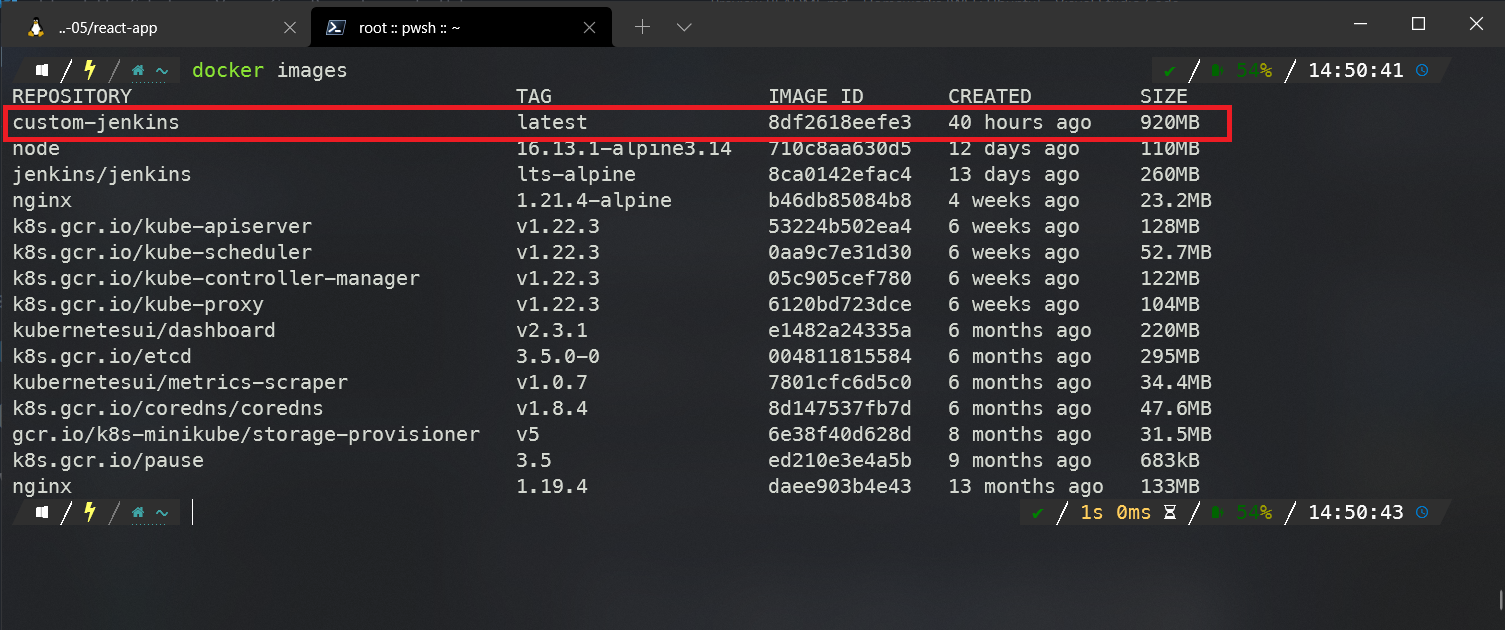 ..-05/react-app root :: pwsh :: ~
~ docker images 54% 14:50:41
REPOSITORY TAG IMAGE ID CREATED SIZE
custom-jenkins latest 8df2618eefe3 40 hours ago 920MB
node 16.13.1-alpine3.14 710c8aa630d5 12 days ago 110MB
jenkins/jenkins lts-alpine 8ca0142efac4 13 days ago 260MB
nginx 1.21.4-alpine b46db85084b8 4 weeks ago 23.2MB
k8s.gcr.io/kube-apiserver v1.22.3 53224b502ea4 6 weeks ago 128MB
k8s.gcr.io/kube-scheduler v1.22.3 0aa9c7e31d30 6 weeks ago 52.7MB
k8s.gcr.io/kube-controller-manager v1.22.3 05c905cef780 6 weeks ago 122MB
k8s.gcr.io/kube-proxy v1.22.3 6120bd723dce 6 weeks ago 104MB
kubernetesui/dashboard v2.3.1 e1482a24335a 6 months ago 220MB
k8s.gcr.io/etcd 3.5.0-0 004811815584 6 months ago 295MB
kubernetesui/metrics-scraper v1.0.7 7801cfc6d5c0 6 months ago 34.4MB
k8s.gcr.io/coredns/coredns v1.8.4 8d147537fb7d 6 months ago 47.6MB
gcr.io/k8s-minikube/storage-provisioner v5 6e38f40d628d 8 months ago 31.5MB
k8s.gcr.io/pause 3.5 ed210e3e4a5b 9 months ago 683kB
nginx 1.19.4 daee903b4e43 13 months ago 133MB
~ 1s 0ms 54% 14:50:43